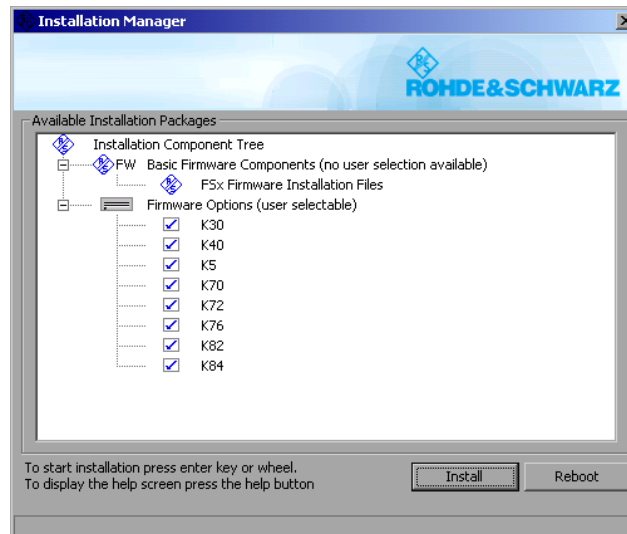 Installation Manager
ROHDE&SCHWARZ
Available Installation Packages
Installation Component Tree
FW Basic Firmware Components (no user selection available)
FSx Firmware Installation Files
Firmware Options (user selectable)
K30
K40
K5
K70
K72
K76
K82
K84
To start installation press enter key or wheel.
To display the help screen press the help button
Install
Reboot